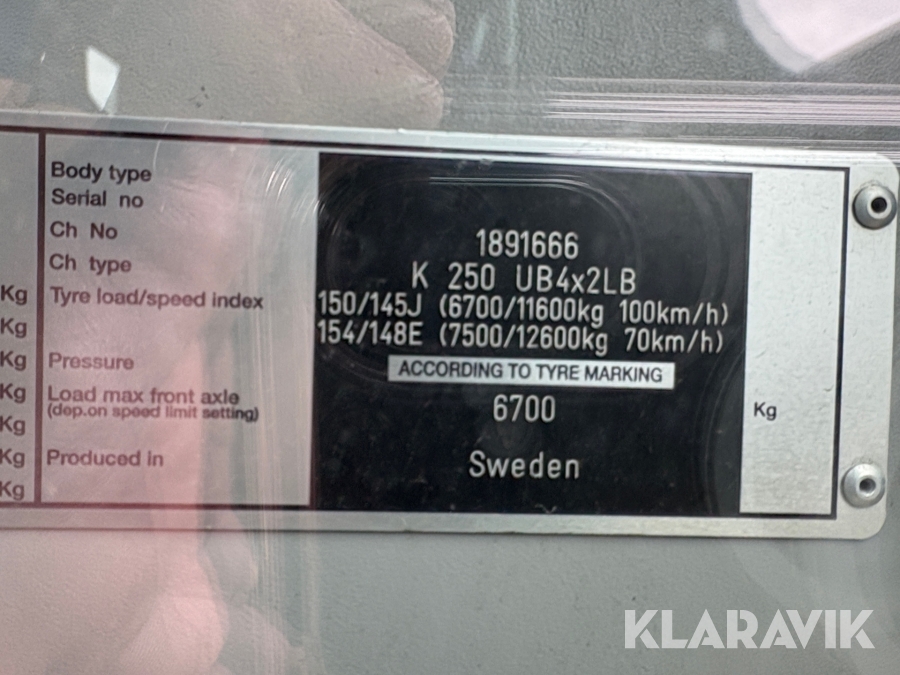 Body type
Serial no
Ch No 1891666
Ch type K 250 UB4x2LB
Kg Tyre load/speed index 150/145J (6700/11600kg 100km/h)
Kg 154/148E (7500/12600kg 70km/h)
Kg Pressure ACCORDING TO TYRE MARKING
Kg Load max front axle 6700 Kg
(dep.on speed limit setting)
Kg
Kg Produced in Sweden
Kg
KLARAVIK